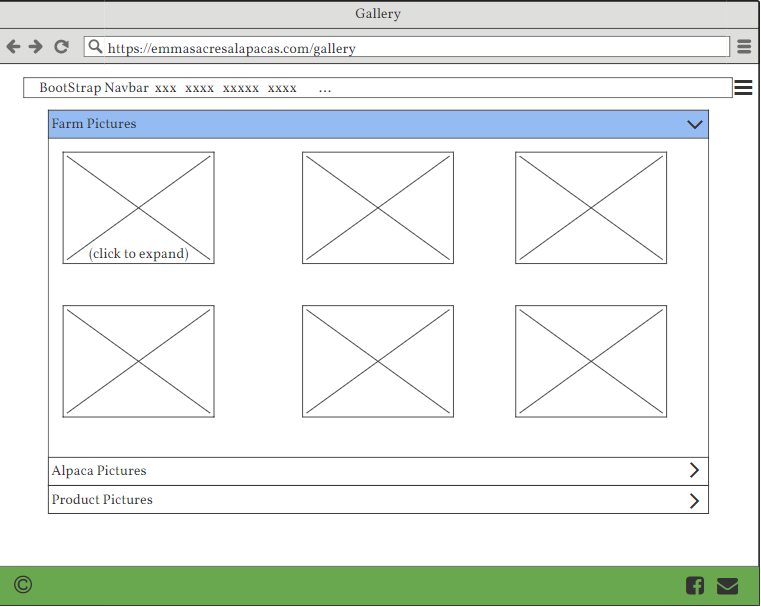 Gallery
https://emmasacresalapacas.com/gallery
BootStrap Navbar xxx xxxx xxxxx xxxx ...
Farm Pictures
(click to expand)
Alpaca Pictures
Product Pictures
©